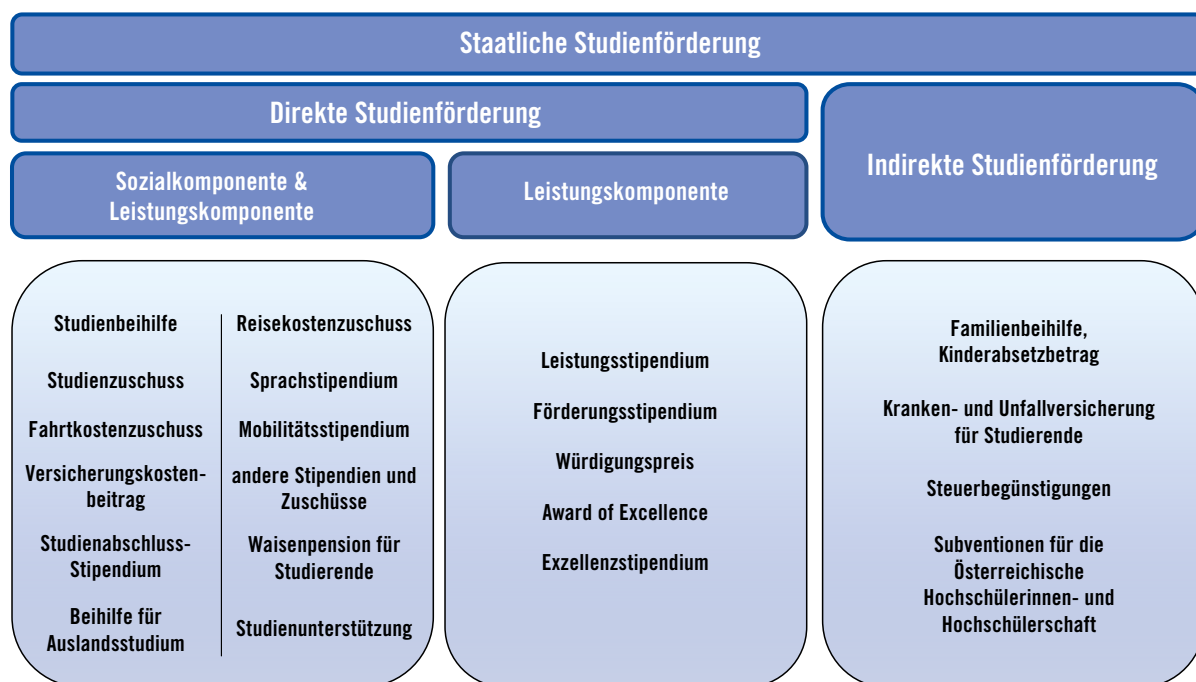 Staatliche Studienförderung
Direkte Studienförderung
Indirekte Studienförderung
Sozialkomponente &
Leistungskomponente
Leistungskomponente
Studienbeihilfe
Studienzuschuss
Fahrtkostenzuschuss
Versicherungskosten-
beitrag
Studienabschluss-
Stipendium
Beihilfe für
Auslandsstudium
Reisekostenzuschuss
Sprachstipendium
Mobilitätsstipendium
andere Stipendien und
Zuschüsse
Waisenpension für
Studierende
Studienunterstützung
Leistungsstipendium
Förderungsstipendium
Würdigungspreis
Award of Excellence
Exzellenzstipendium
Familienbeihilfe,
Kinderabsetzbetrag
Kranken- und Unfallversicherung
für Studierende
Steuerbegünstigungen
Subventionen für die
Österreichische
Hochschülerinnen- und
Hochschülerschaft